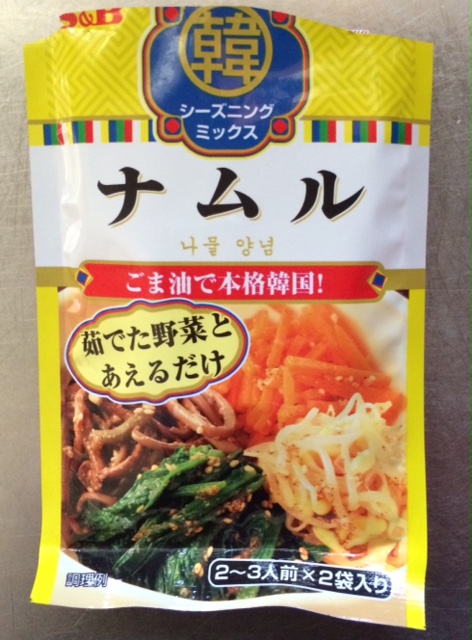 S&B
韓
シーズニング
ミックス
ナムル
나물 양념
ごま油で本格韓国!
茹でた野菜と
あえるだけ
調理例
2〜3人前×2袋入り